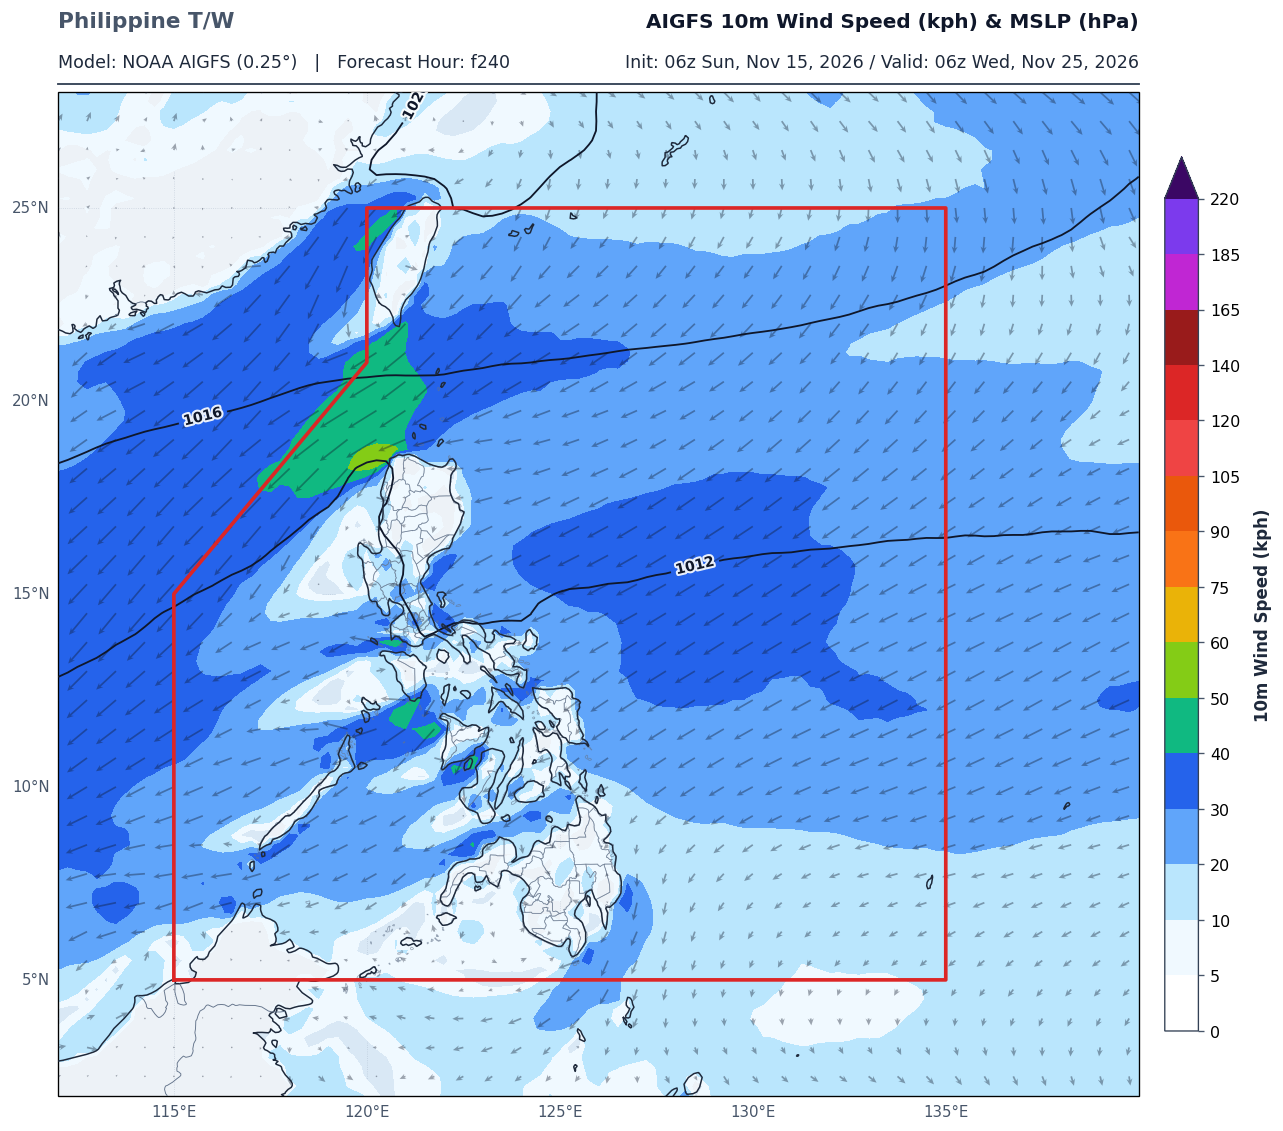 Philippine T/W
AIGFS 10m Wind Speed (kph) & MSLP (hPa)
Model: NOAA AIGFS (0.25°)   |   Forecast Hour: f240
Init: 06z Sun, Nov 15, 2026 / Valid: 06z Wed, Nov 25, 2026
102
1016
1012
25°N
20°N
15°N
10°N
5°N
115°E
120°E
125°E
130°E
135°E
220
185
165
140
120
105
90
75
60
50
40
30
20
10
5
0
10m Wind Speed (kph)